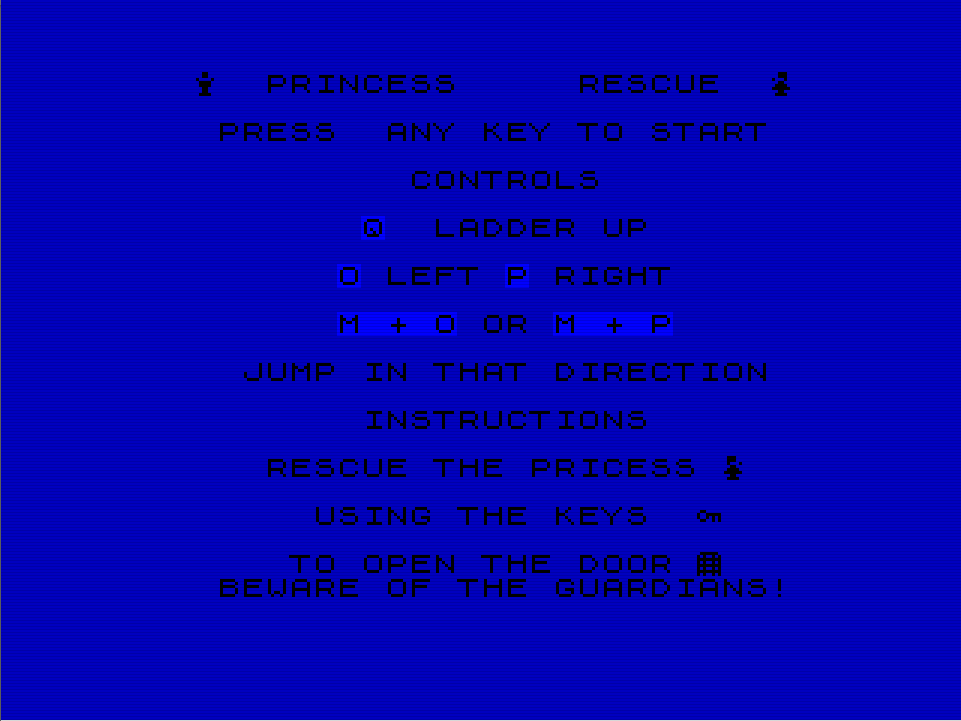 PRINCESS RESCUE
PRESS ANY KEY TO START
CONTROLS
Q LADDER UP
O LEFT P RIGHT
M + O OR M + P
JUMP IN THAT DIRECTION
INSTRUCTIONS
RESCUE THE PRICESS
USING THE KEYS
TO OPEN THE DOOR
BEWARE OF THE GUARDIANS!